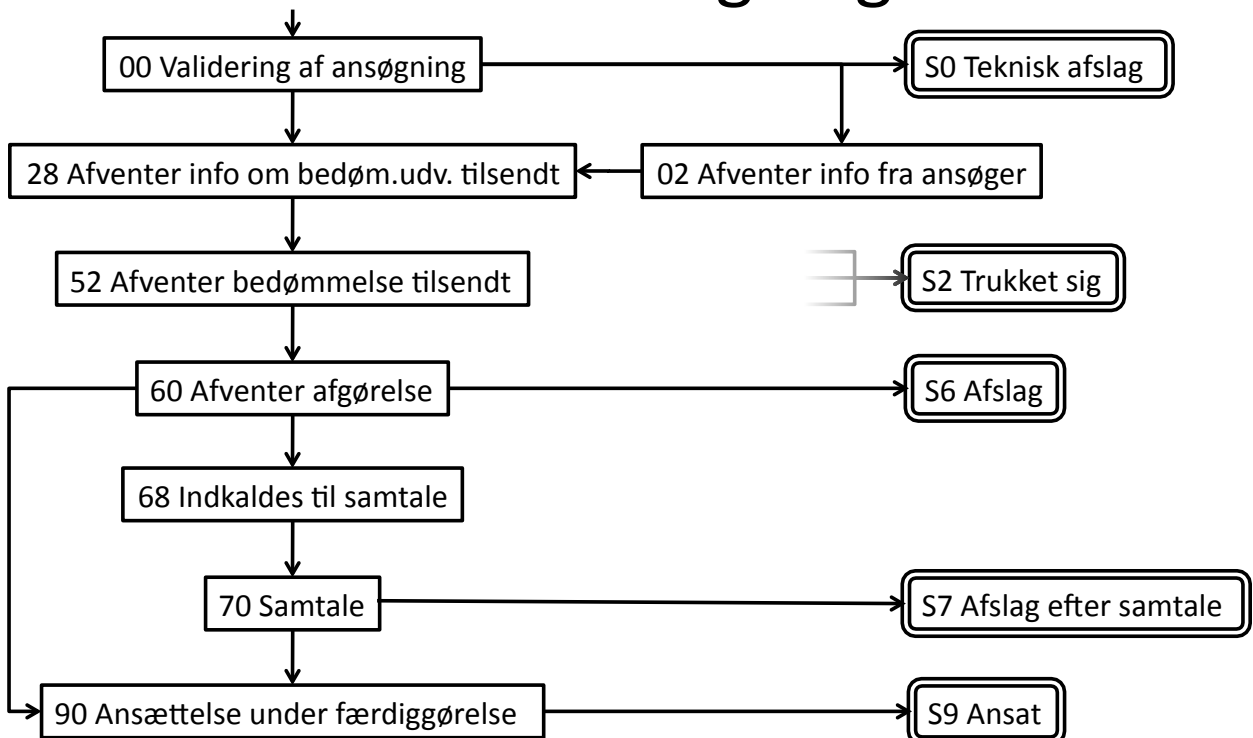 00 Validering af ansøgning
S0 Teknisk afslag
28 Afventer info om bedøm.udv. tilsendt
02 Afventer info fra ansøger
52 Afventer bedømmelse tilsendt
S2 Trukket sig
60 Afventer afgørelse
S6 Afslag
68 Indkaldes til samtale
70 Samtale
S7 Afslag efter samtale
90 Ansættelse under færdiggørelse
S9 Ansat